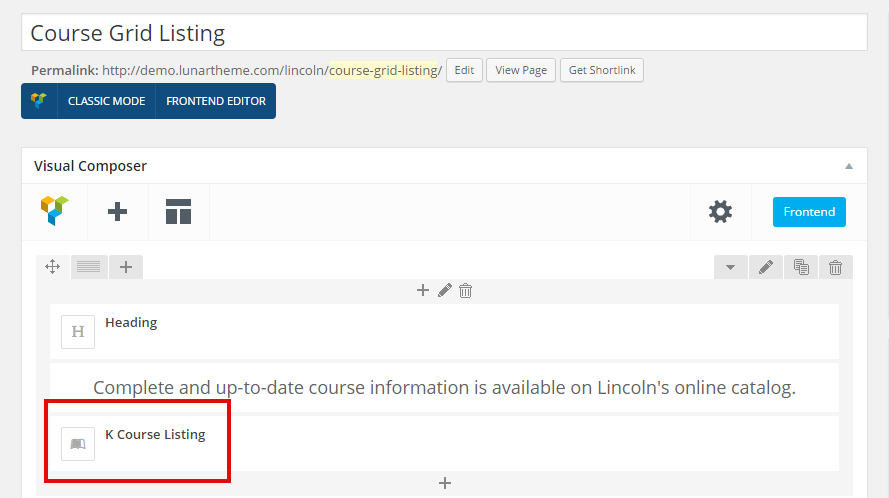 Course Grid Listing
Permalink: http://demo.lunartheme.com/lincoln/course-grid-listing/ Edit View Page Get Shortlink
CLASSIC MODE FRONTEND EDITOR
Visual Composer
Frontend
H Heading
Complete and up-to-date course information is available on Lincoln's online catalog.
K Course Listing